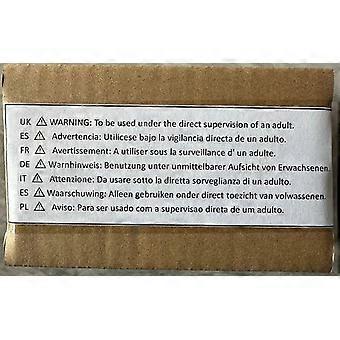 UK ⚠ WARNING: To be used under the direct supervision of an adult.
ES ⚠ Advertencia: Utilicese bajo la vigilancia directa de un adulto.
FR ⚠ Avertissement: A utiliser sous la surveillance d' un adulte.
DE ⚠ Warnhinweis: Benutzung unter unmittelbarer Aufsicht von Erwachsenen.
IT ⚠ Attenzione: Da usare sotto la diretta sorveglianza di un adulto.
ES ⚠ Waarschuwing: Alleen gebruiken onder direct toezicht van volwassenen.
PL ⚠ Aviso: Para ser usado com a supervisao direta de um adulto.